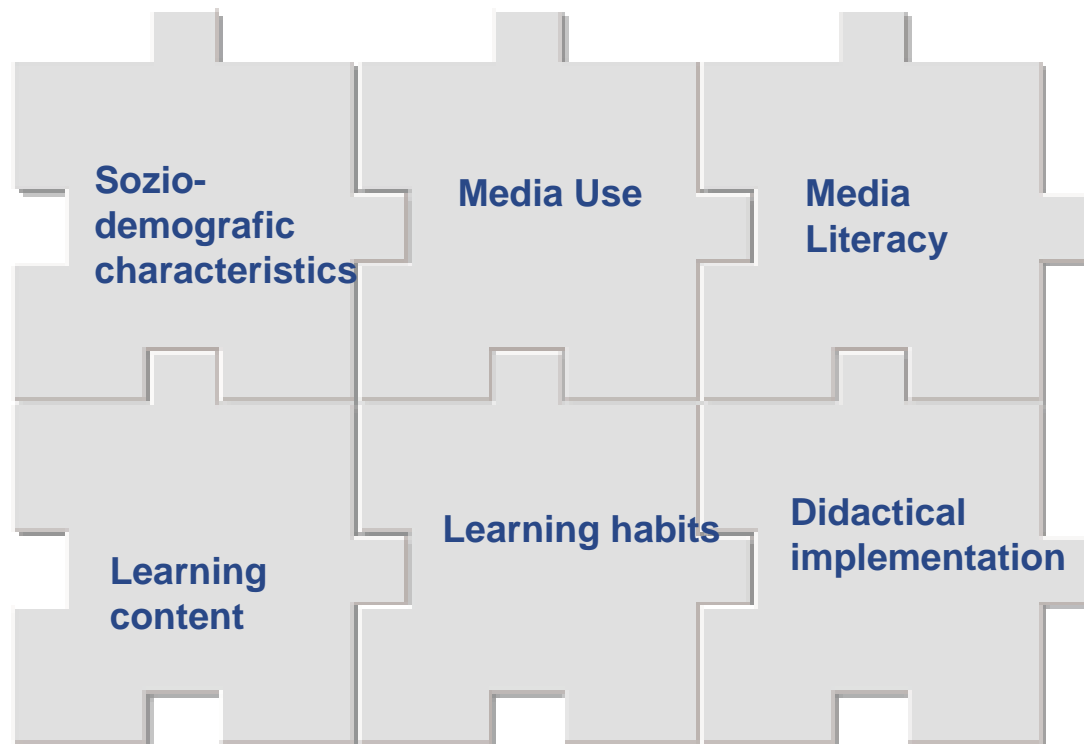 Sozio-
demografic
characteristics
Media Use
Media
Literacy
Learning
content
Learning habits
Didactical
implementation